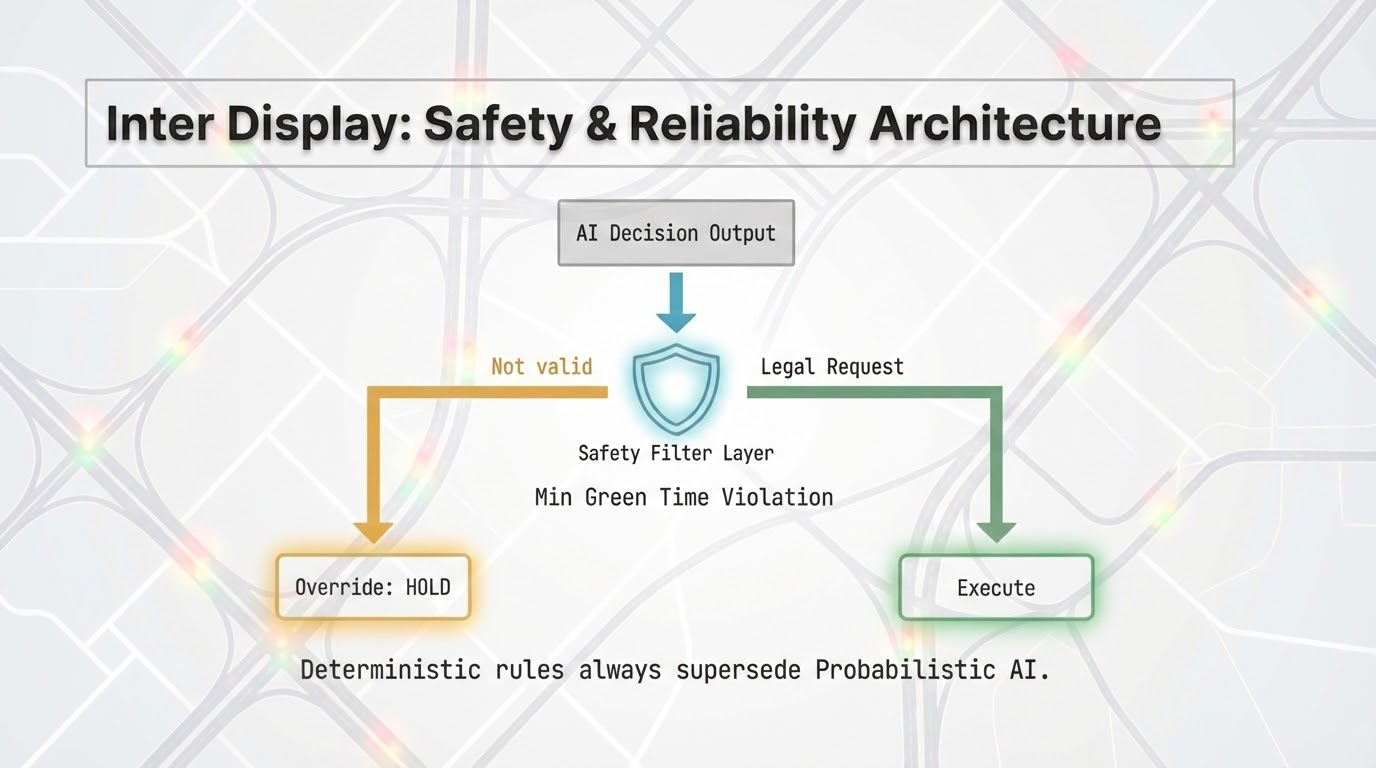 Inter Display: Safety & Reliability Architecture
AI Decision Output
Not valid
Legal Request
Safety Filter Layer
Min Green Time Violation
Override: HOLD
Execute
Deterministic rules always supersede Probabilistic AI.